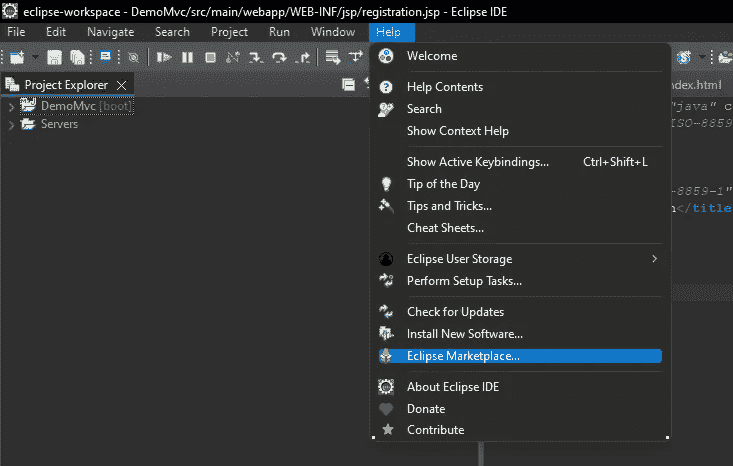 eclipse-workspace - DemoMvc/src/main/webapp/WEB-INF/jsp/registration.jsp - Eclipse IDE
File Edit Navigate Search Project Run Window Help
Project Explorer
DemoMvc [boot]
Servers
Welcome
Help Contents
Search
Show Context Help
Show Active Keybindings... Ctrl+Shift+L
Tip of the Day
Tips and Tricks...
Cheat Sheets...
Eclipse User Storage
Perform Setup Tasks...
Check for Updates
Install New Software...
Eclipse Marketplace...
About Eclipse IDE
Donate
Contribute
ndex.html
"java" c
ISO-8859
-8859-1"
n</title